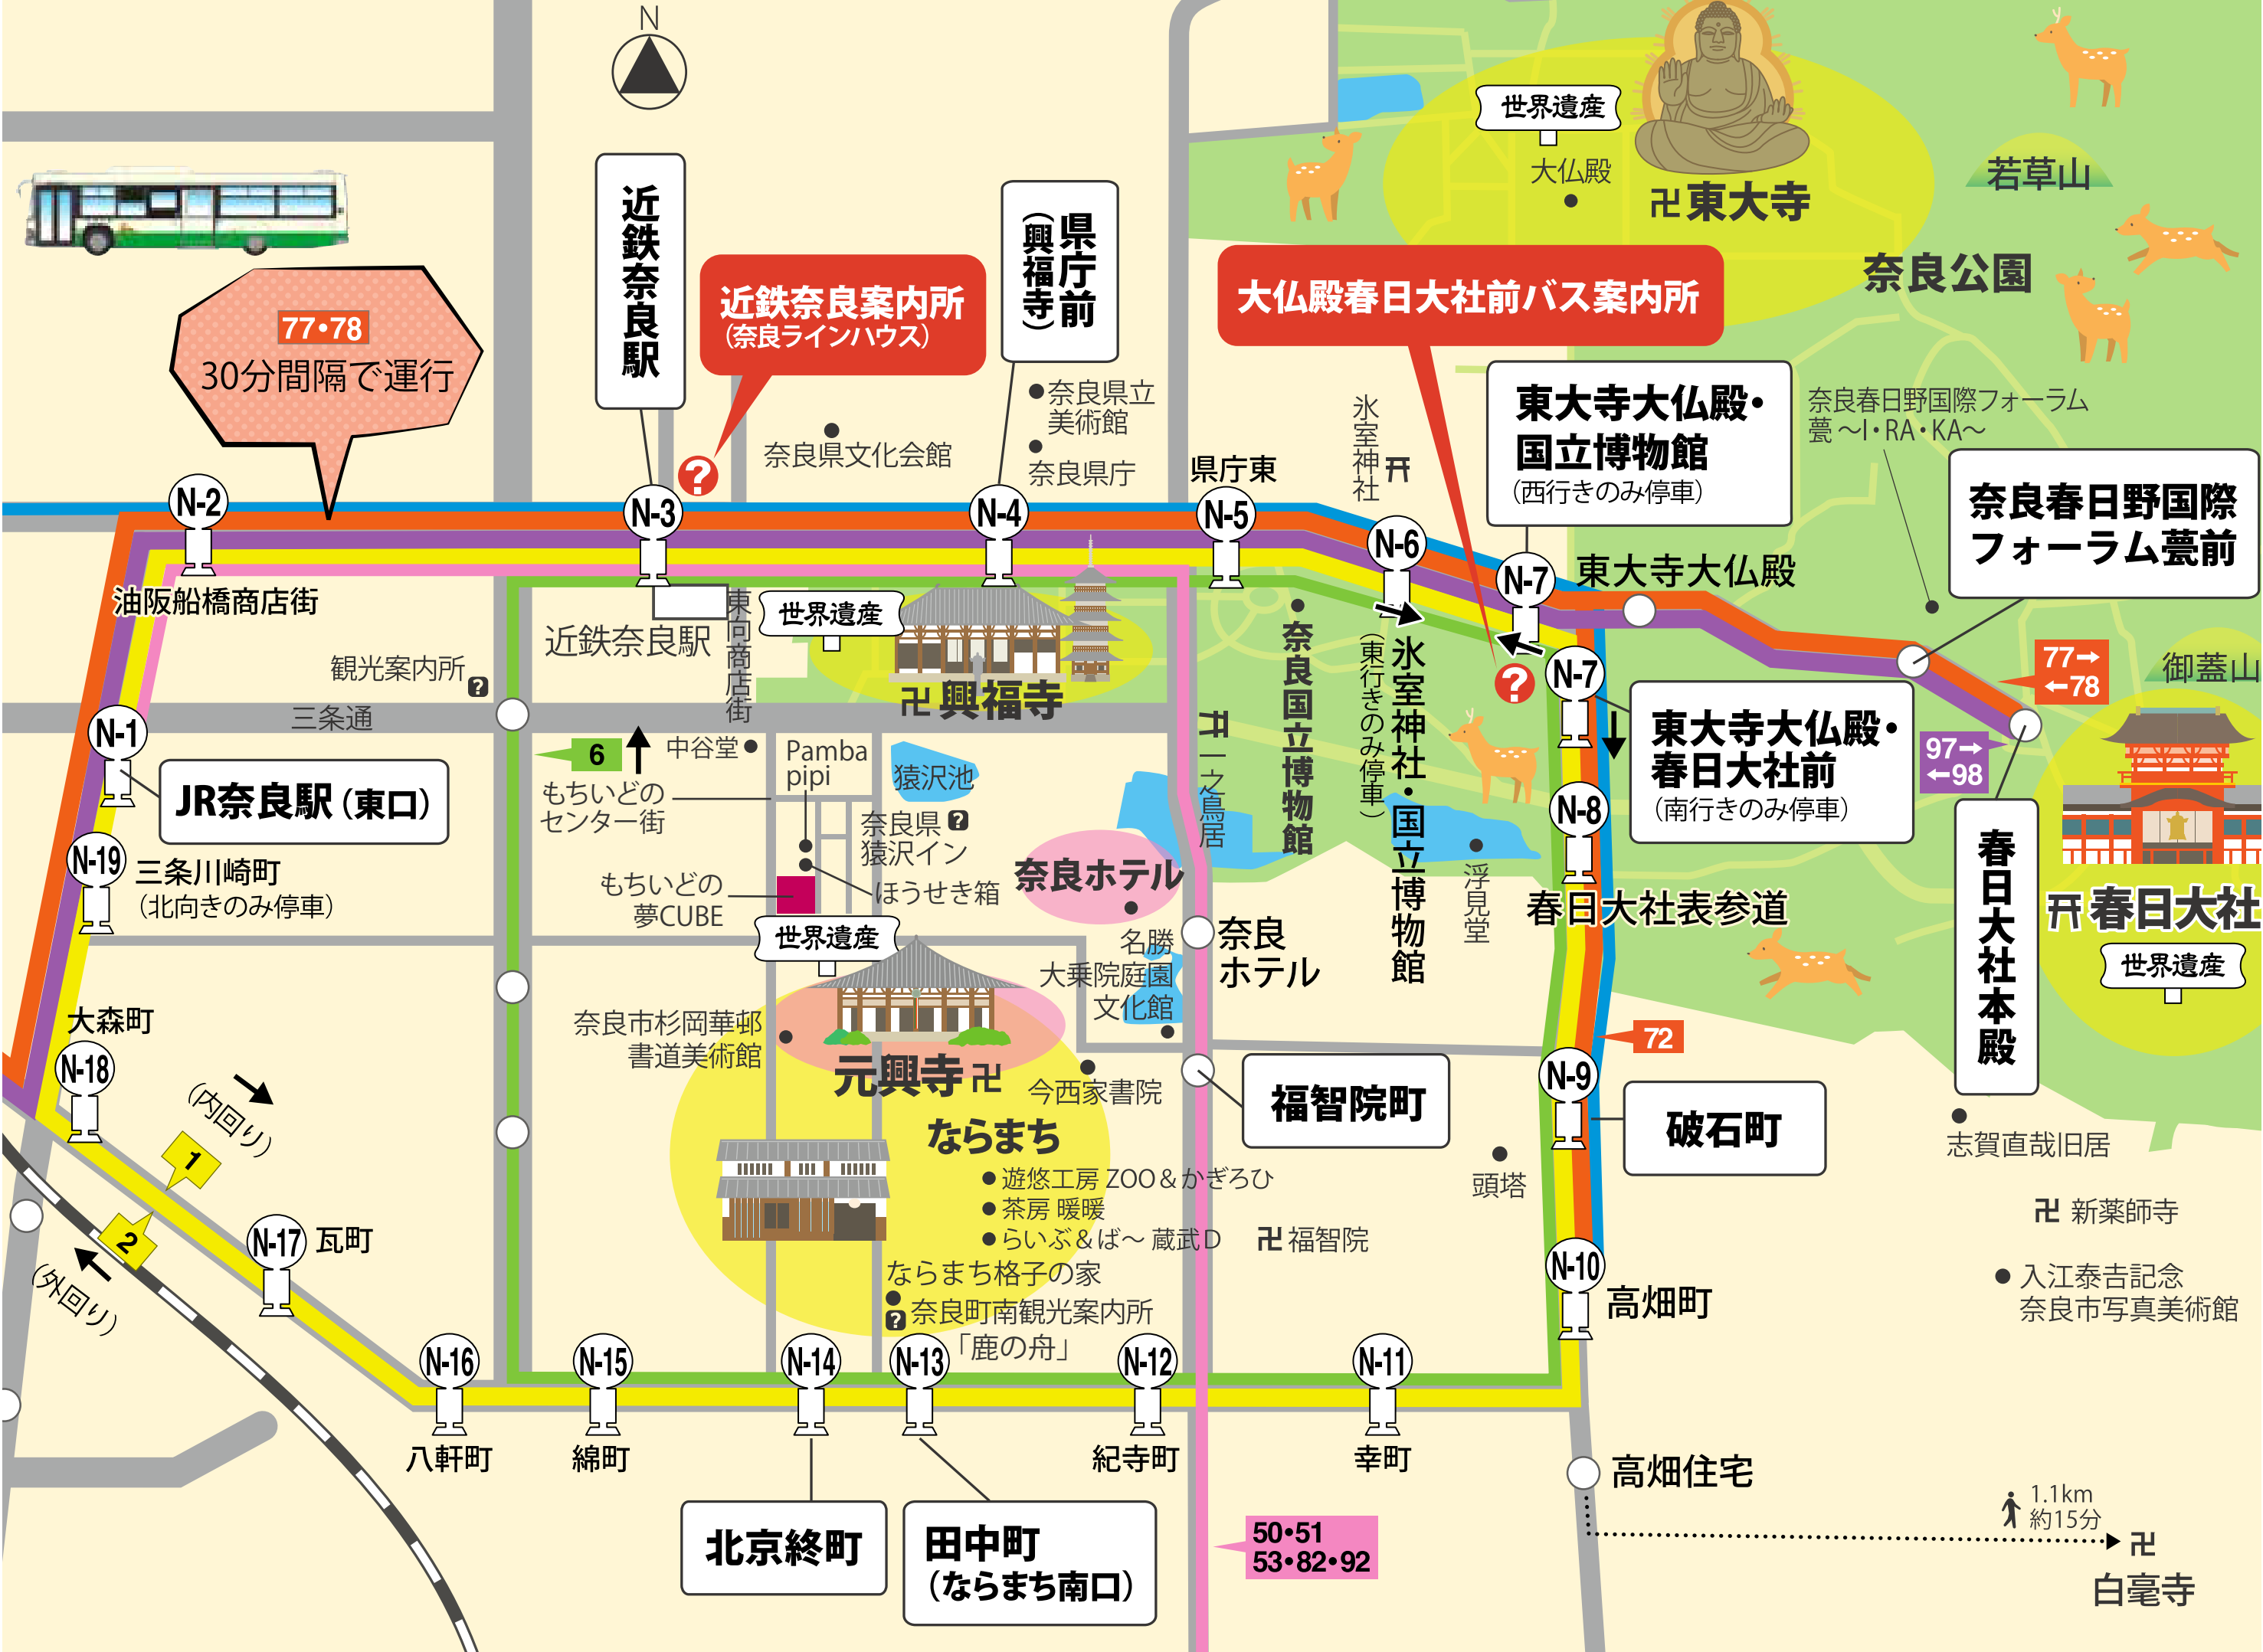 N
世界遺産
大仏殿
卍東大寺
若草山
奈良公園
近鉄奈良駅
県庁前
(興福寺)
近鉄奈良案内所
(奈良ラインハウス)
大仏殿春日大社前バス案内所
77・78
30分間隔で運行
東大寺大仏殿・
国立博物館
(西行きのみ停車)
奈良春日野国際フォーラム
甍 ～I・RA・KA～
奈良春日野国際
フォーラム甍前
奈良県立
美術館
奈良県庁
奈良県文化会館
氷室神社
県庁東
?
N-2
N-3
N-4
N-5
N-6
N-7
東大寺大仏殿
油阪船橋商店街
近鉄奈良駅
東向商店街
世界遺産
卍興福寺
奈良国立博物館
氷室神社・国立博物館
(東行きのみ停車)
?
N-7
東大寺大仏殿・
春日大社前
(南行きのみ停車)
77→
←78
97→
←98
御蓋山
観光案内所
?
三条通
N-1
JR奈良駅(東口)
6
中谷堂
Pamba
pipi
猿沢池
もちいどの
センター街
奈良県
猿沢イン
?
ほうせき箱
もちいどの
夢CUBE
一之鳥居
奈良ホテル
浮見堂
N-8
春日大社表参道
春日大社本殿
春日大社
世界遺産
N-19
三条川崎町
(北向きのみ停車)
世界遺産
奈良
ホテル
名勝
大乗院庭園
文化館
大森町
N-18
奈良市杉岡華邨
書道美術館
元興寺卍
今西家書院
福智院町
72
N-9
破石町
志賀直哉旧居
(内回り)
1
2
(外回り)
ならまち
遊悠工房 ZOO&かぎろひ
茶房 暖暖
らいぶ&ば～ 蔵武D
卍福智院
頭塔
卍 新薬師寺
N-17
瓦町
ならまち格子の家
?
奈良町南観光案内所
「鹿の舟」
N-10
高畑町
入江泰𠮷記念
奈良市写真美術館
N-16
N-15
N-14
N-13
N-12
N-11
八軒町
綿町
紀寺町
幸町
高畑住宅
北京終町
田中町
(ならまち南口)
50・51
53・82・92
1.1km
約15分
卍
白毫寺